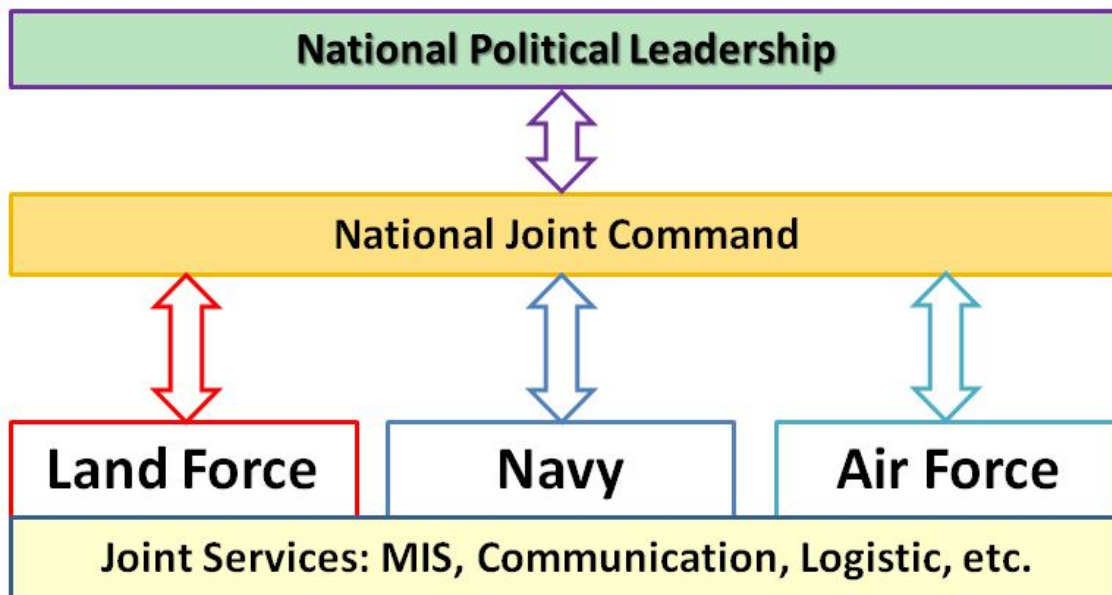 National Political Leadership
National Joint Command
Land Force
Navy
Air Force
Joint Services: MIS, Communication, Logistic, etc.